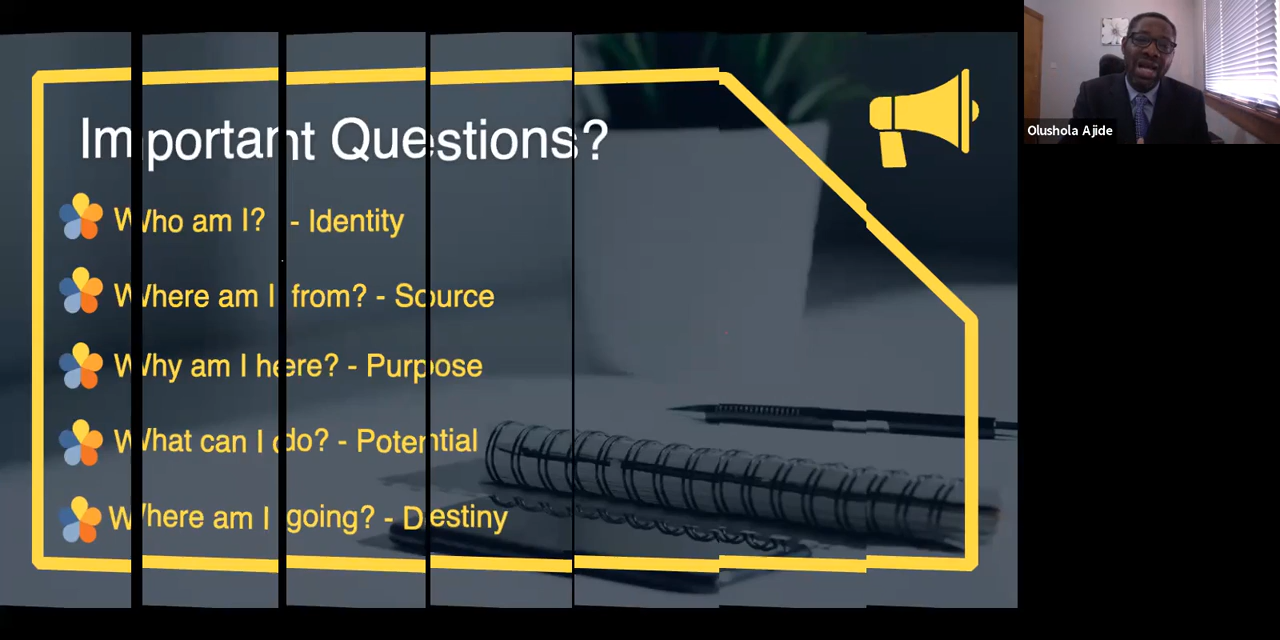 Important Questions?
Who am I? - Identity
Where am I from? - Source
Why am I here? - Purpose
What can I do? - Potential
Where am I going? - Destiny
Olushola Ajide